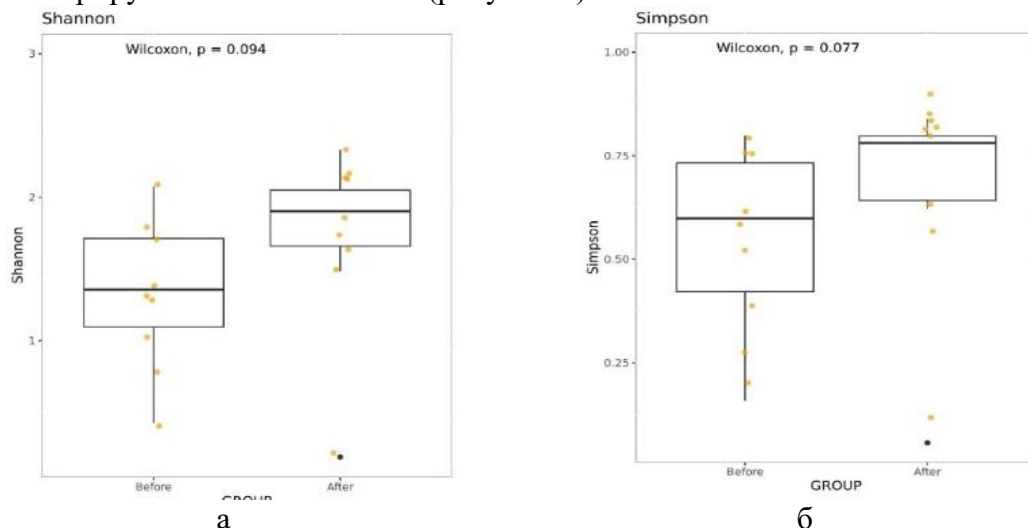 Shannon
Wilcoxon, p = 0.094
3
2
1
Shannon
Before
After
GROUP
а
Simpson
Wilcoxon, p = 0.077
1.00
0.75
0.50
0.25
Simpson
Before
After
GROUP
б